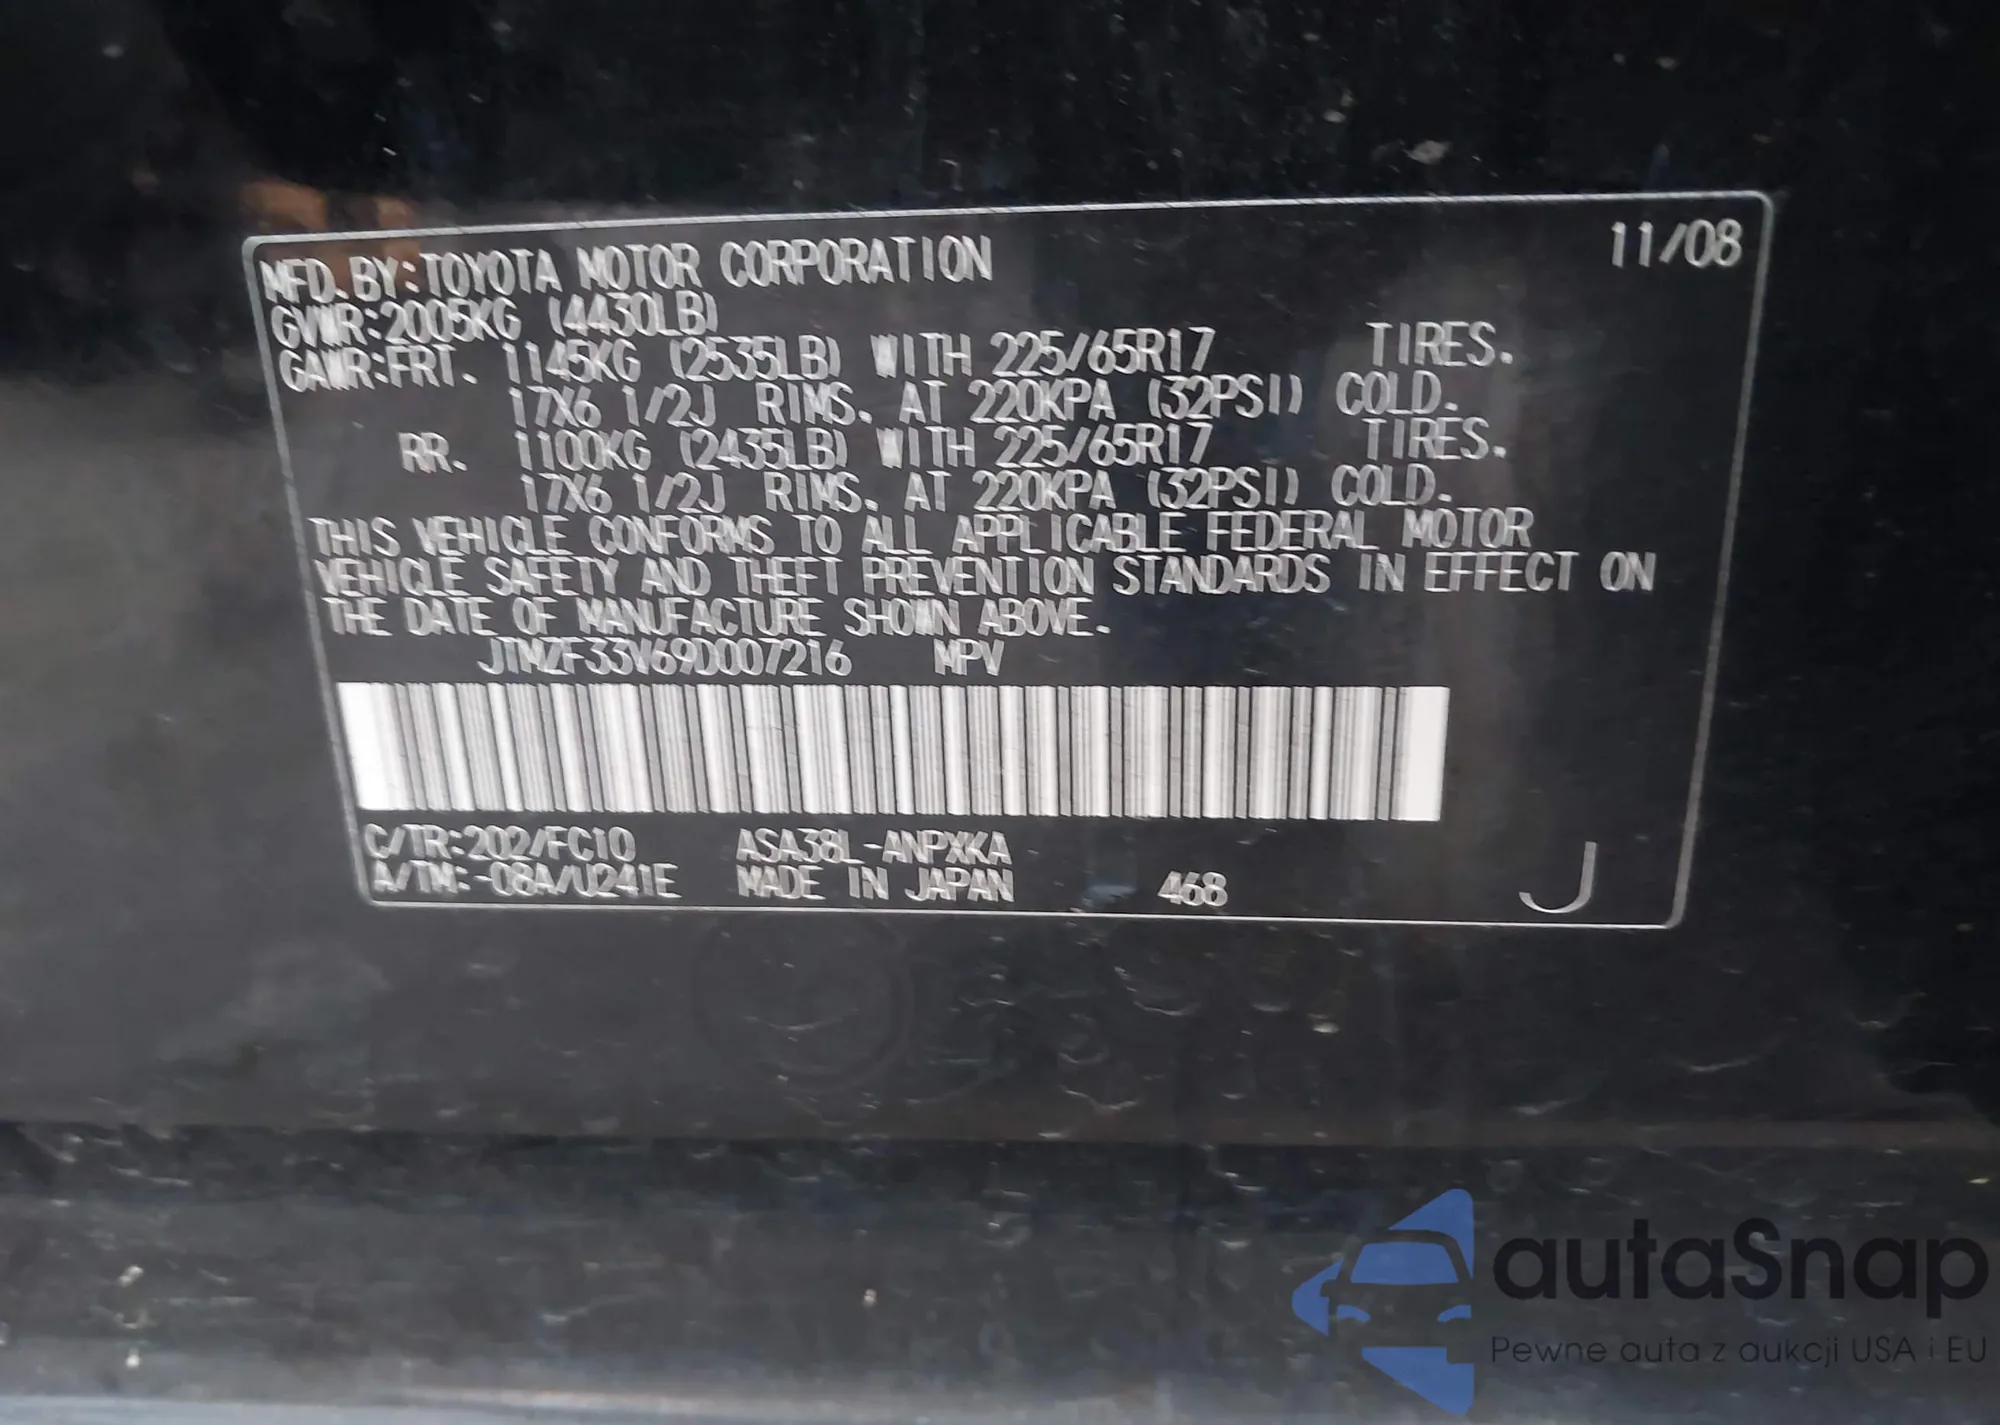 11/08
MFD. BY: TOYOTA MOTOR CORPORATION
GVWR: 2005KG (4430LB)
GAWR: FRT. 1145KG (2535LB) WITH 225/65R17 TIRES.
17X6 1/2J RIMS. AT 220KPA (32PSI) COLD.
RR. 1100KG (2435LB) WITH 225/65R17 TIRES.
17X6 1/2J RIMS. AT 220KPA (32PSI) COLD.
THIS VEHICLE CONFORMS TO ALL APPLICABLE FEDERAL MOTOR
VEHICLE SAFETY AND THEFT PREVENTION STANDARDS IN EFFECT ON
THE DATE OF MANUFACTURE SHOWN ABOVE.
JTMZF33V69D007216 MPV
C/TR:202/FC10 ASA38L-ANPXKA
A/TM:-08A/U241E MADE IN JAPAN 468 J
autaSnap
Pewne auta z aukcji USA i EU